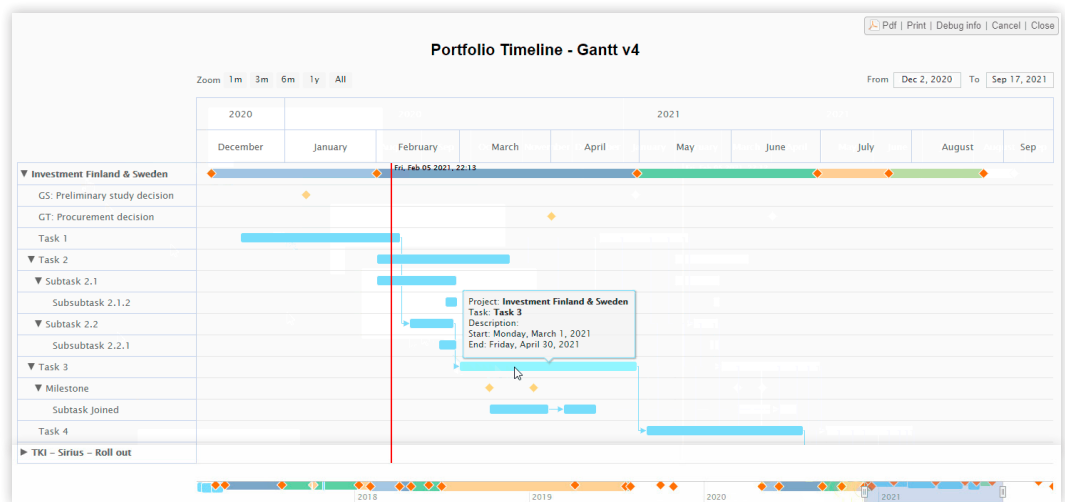 Pdf | Print | Debug info | Cancel | Close
Portfolio Timeline - Gantt v4
Zoom 1m 3m 6m 1y All
From Dec 2, 2020 To Sep 17, 2021
2020 2021
December January February March April May June July August Sep
Fri, Feb 05 2021, 22:13
▼ Investment Finland & Sweden
GS: Preliminary study decision
GT: Procurement decision
Task 1
▼ Task 2
▼ Subtask 2.1
Subsubtask 2.1.2
▼ Subtask 2.2
Subsubtask 2.2.1
▼ Task 3
▼ Milestone
Subtask Joined
Task 4
► TKI – Sirius – Roll out
Project: Investment Finland & Sweden
Task: Task 3
Description:
Start: Monday, March 1, 2021
End: Friday, April 30, 2021
2018 2019 2020 2021